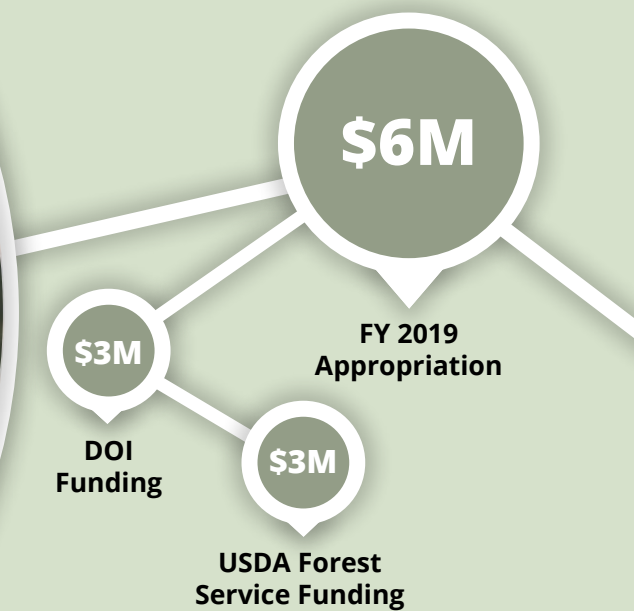 $6M
FY 2019
Appropriation
$3M
DOI
Funding
$3M
USDA Forest
Service Funding